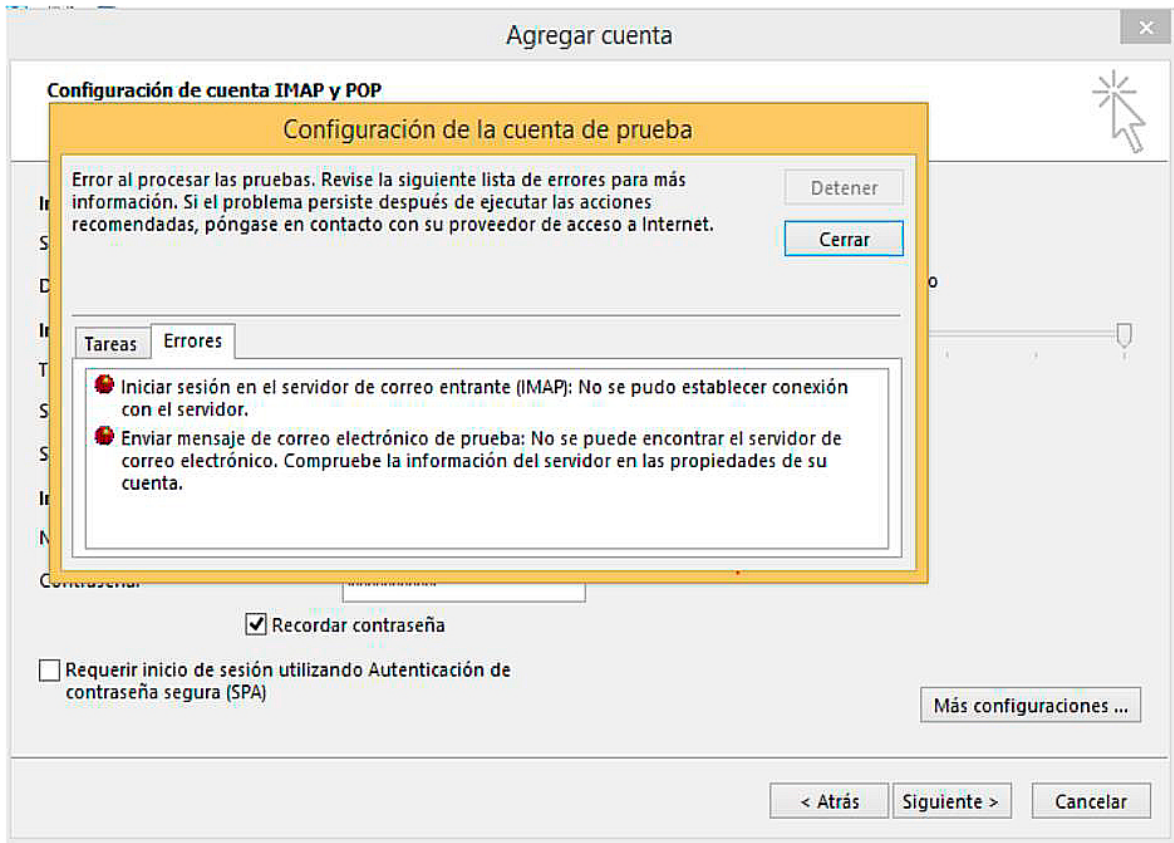 Agregar cuenta
Configuración de cuenta IMAP y POP
Configuración de la cuenta de prueba
Error al procesar las pruebas. Revise la siguiente lista de errores para más
información. Si el problema persiste después de ejecutar las acciones
recomendadas, póngase en contacto con su proveedor de acceso a Internet.
Detener
Cerrar
Tareas
Errores
Iniciar sesión en el servidor de correo entrante (IMAP): No se pudo establecer conexión
con el servidor.
Enviar mensaje de correo electrónico de prueba: No se puede encontrar el servidor de
correo electrónico. Compruebe la información del servidor en las propiedades de su
cuenta.
Recordar contraseña
Requerir inicio de sesión utilizando Autenticación de
contraseña segura (SPA)
Más configuraciones ...
< Atrás
Siguiente >
Cancelar